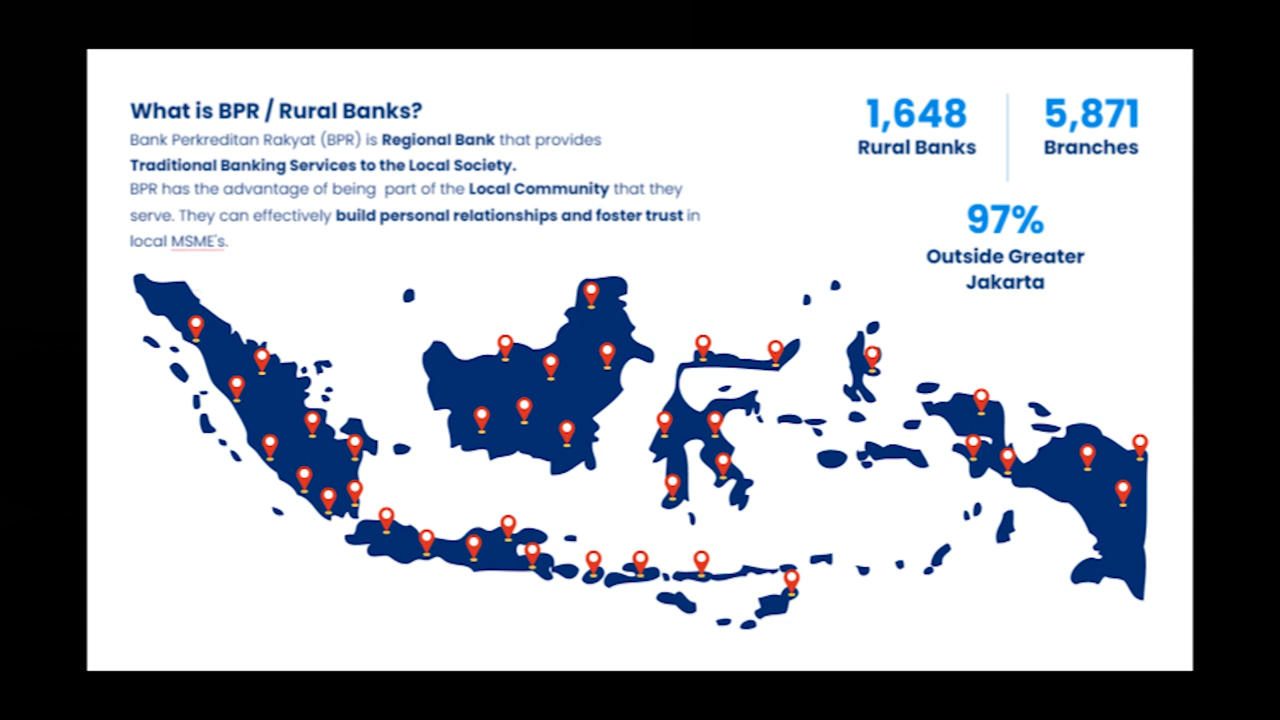 What is BPR / Rural Banks?
Bank Perkreditan Rakyat (BPR) is Regional Bank that provides
Traditional Banking Services to the Local Society.
BPR has the advantage of being part of the Local Community that they
serve. They can effectively build personal relationships and foster trust in
local MSME's.
1,648
Rural Banks
5,871
Branches
97%
Outside Greater
Jakarta